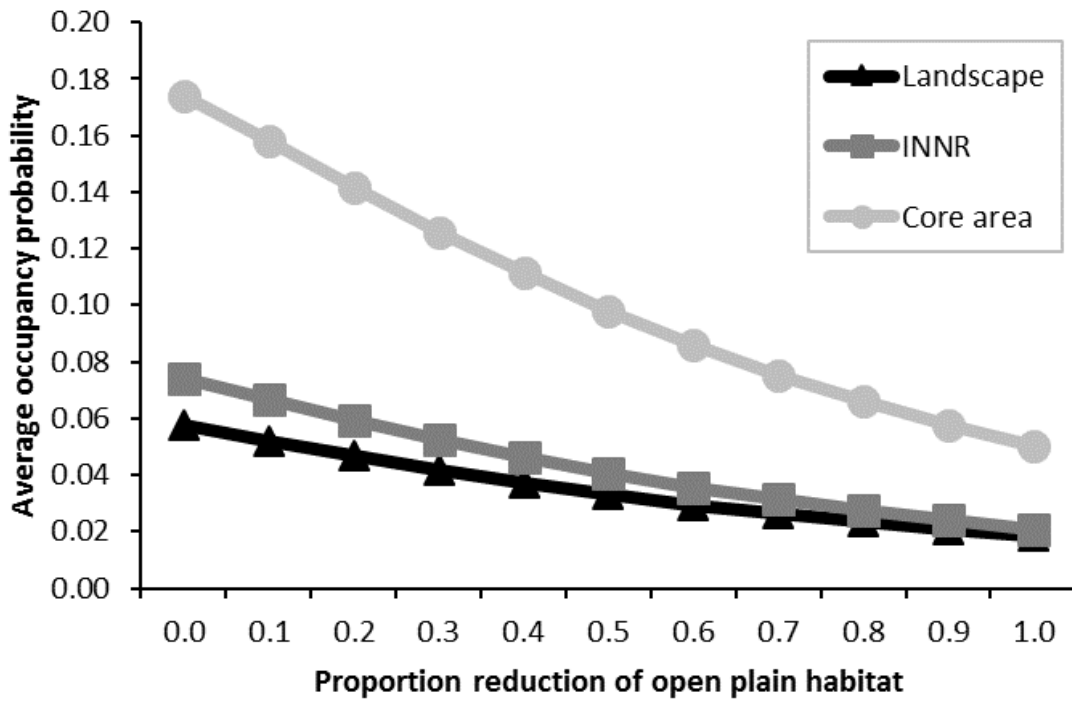 0.20
0.18
0.16
0.14
0.12
0.10
0.08
0.06
0.04
0.02
0.00
Average occupancy probability
Landscape
INNR
Core area
0.0 0.1 0.2 0.3 0.4 0.5 0.6 0.7 0.8 0.9 1.0
Proportion reduction of open plain habitat